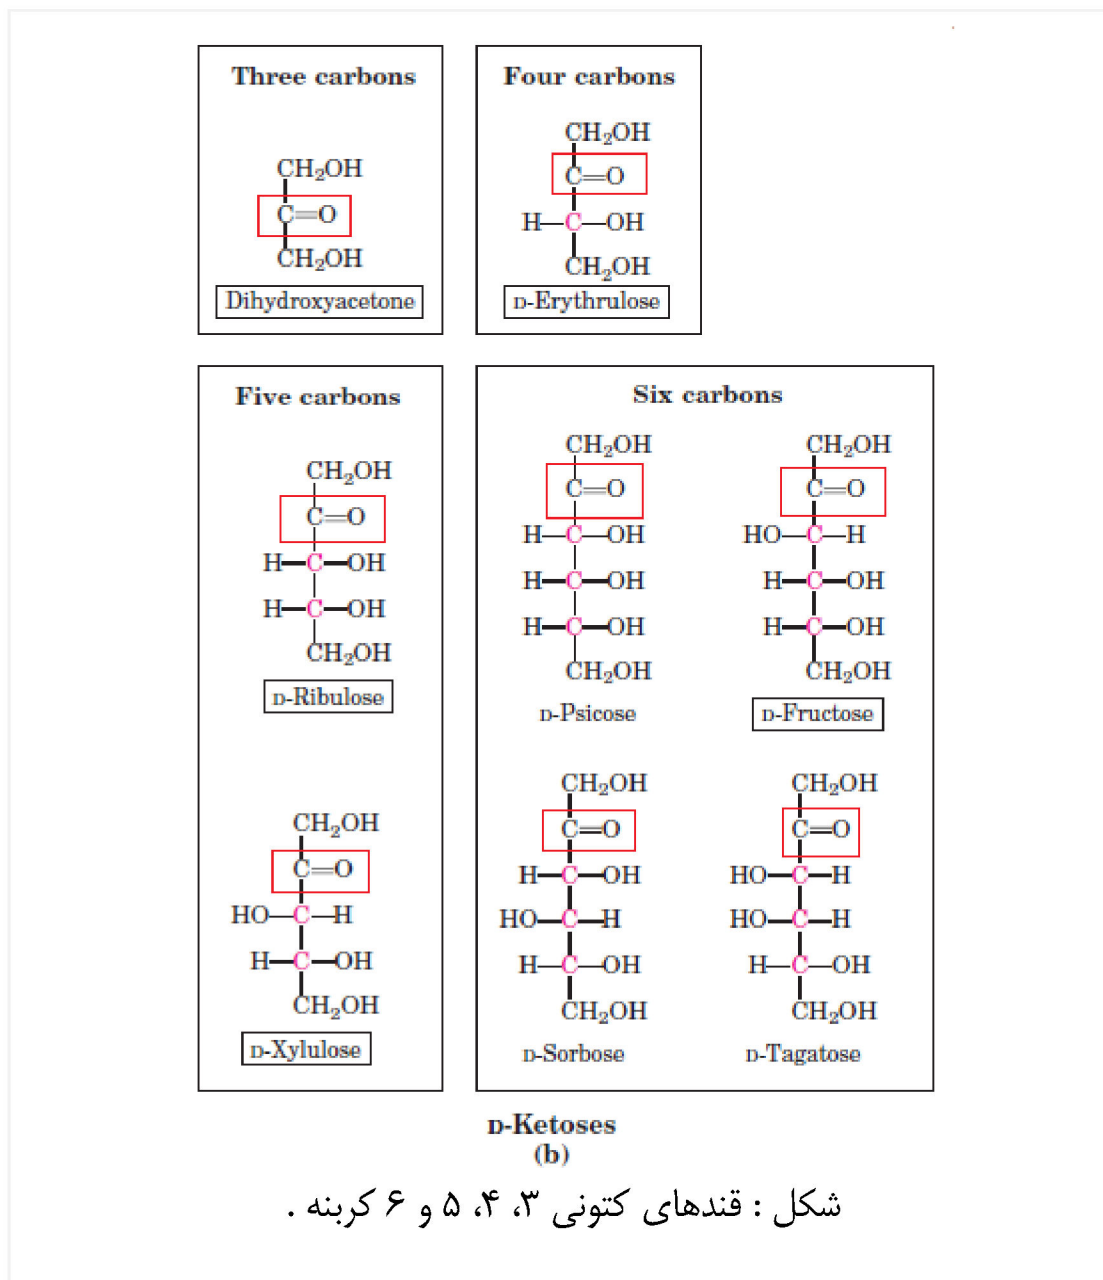 Three carbons
CH₂OH
C=O
CH₂OH
Dihydroxyacetone
Four carbons
CH₂OH
C=O
H—C—OH
CH₂OH
D-Erythrulose
Five carbons
CH₂OH
C=O
H—C—OH
H—C—OH
CH₂OH
D-Ribulose
CH₂OH
C=O
HO—C—H
H—C—OH
CH₂OH
D-Xylulose
Six carbons
CH₂OH
C=O
H—C—OH
H—C—OH
H—C—OH
CH₂OH
D-Psicose
CH₂OH
C=O
HO—C—H
H—C—OH
H—C—OH
CH₂OH
D-Fructose
CH₂OH
C=O
H—C—OH
HO—C—H
H—C—OH
CH₂OH
D-Sorbose
CH₂OH
C=O
HO—C—H
HO—C—H
H—C—OH
CH₂OH
D-Tagatose
D-Ketoses
(b)
شکل : قندهای کتونی ۳، ۴، ۵ و ۶ کربنه .